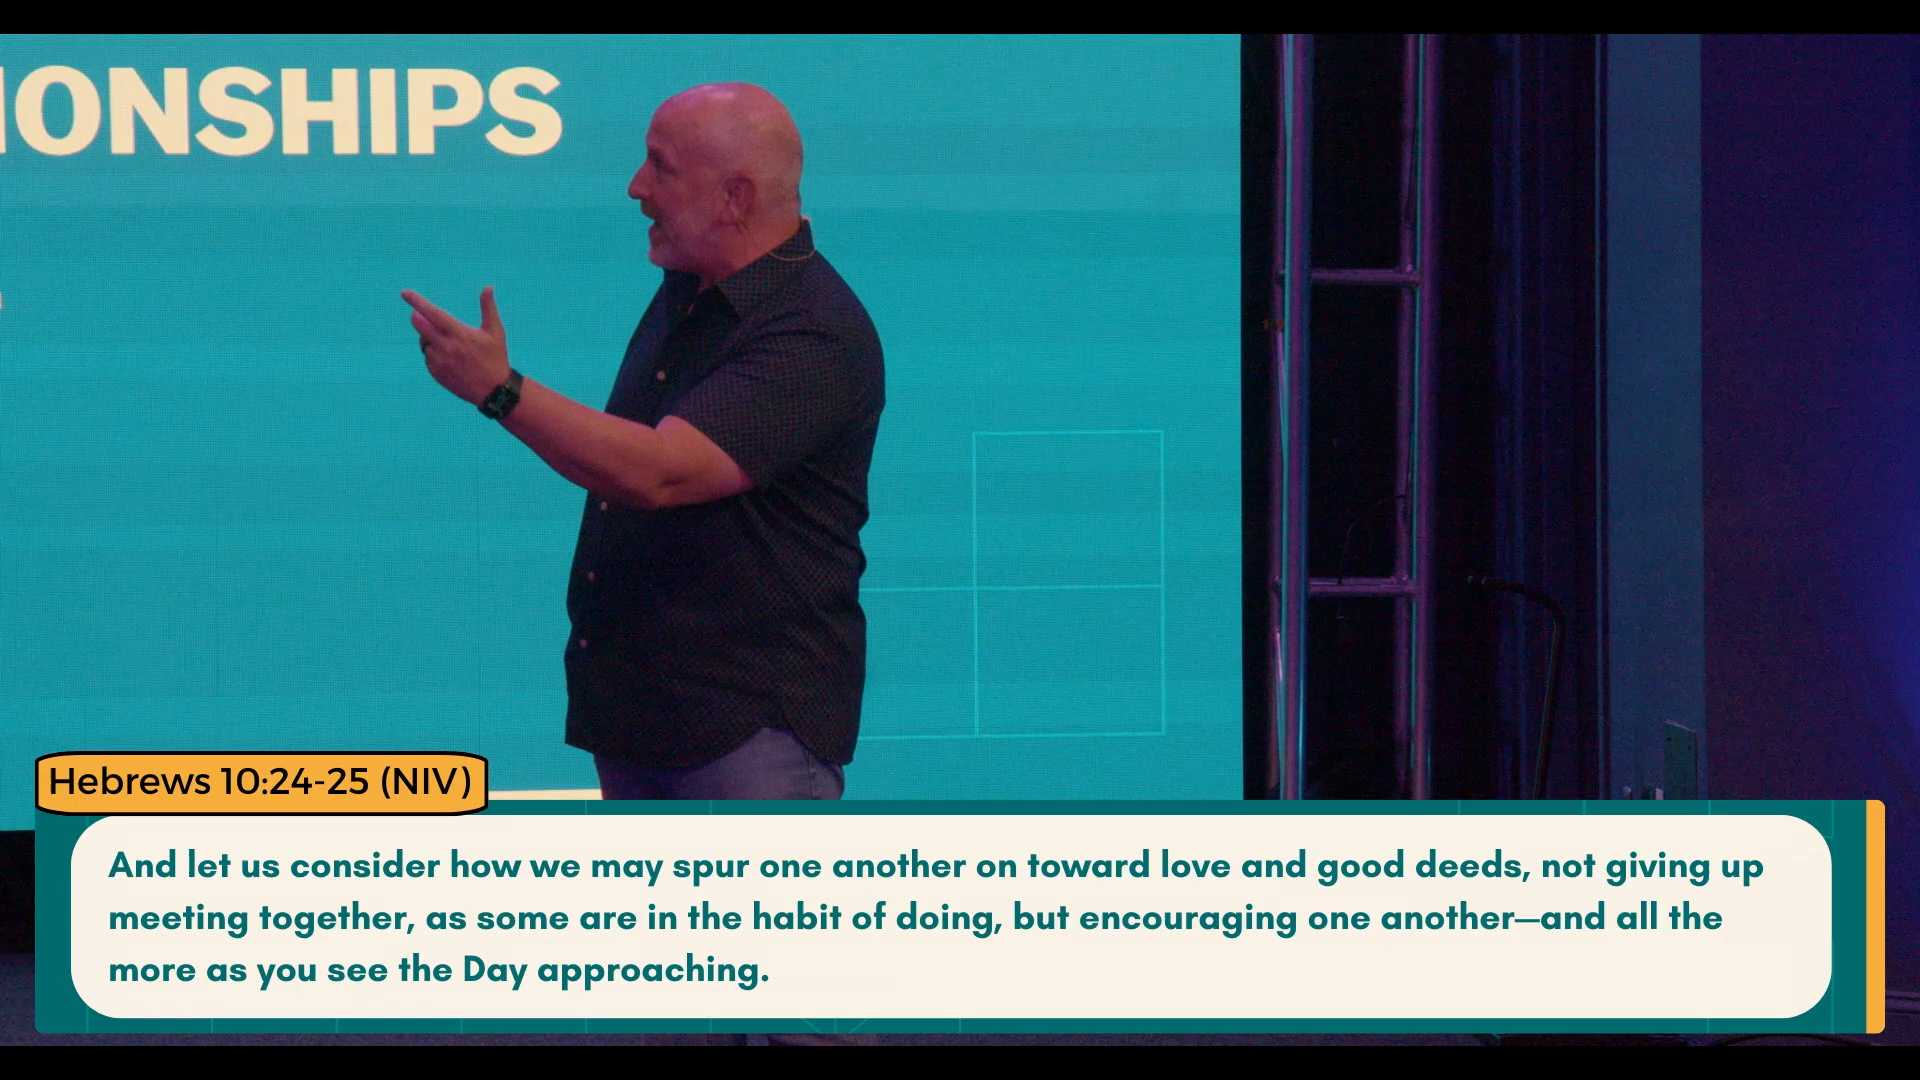 IONSHIPS
Hebrews 10:24-25 (NIV)
And let us consider how we may spur one another on toward love and good deeds, not giving up
meeting together, as some are in the habit of doing, but encouraging one another—and all the
more as you see the Day approaching.